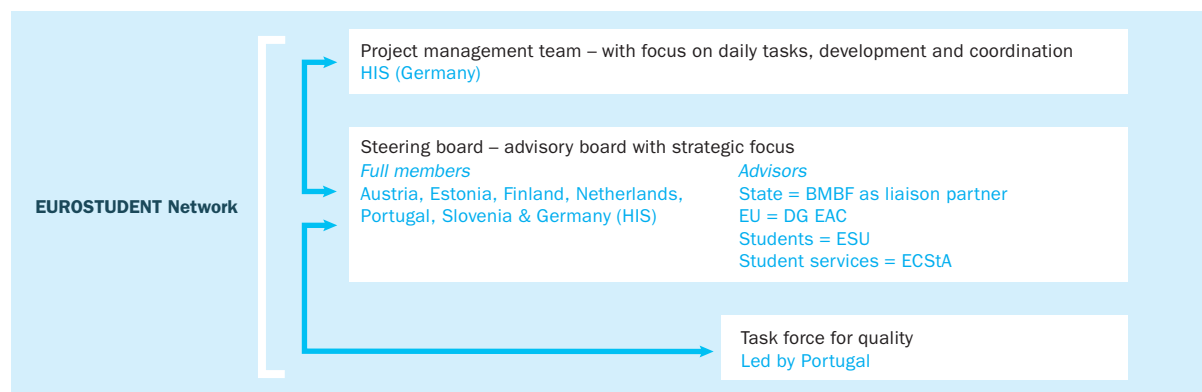 EUROSTUDENT Network
Project management team – with focus on daily tasks, development and coordination
HIS (Germany)
Steering board – advisory board with strategic focus
Full members
Austria, Estonia, Finland, Netherlands,
Portugal, Slovenia & Germany (HIS)
Advisors
State = BMBF as liaison partner
EU = DG EAC
Students = ESU
Student services = ECStA
Task force for quality
Led by Portugal